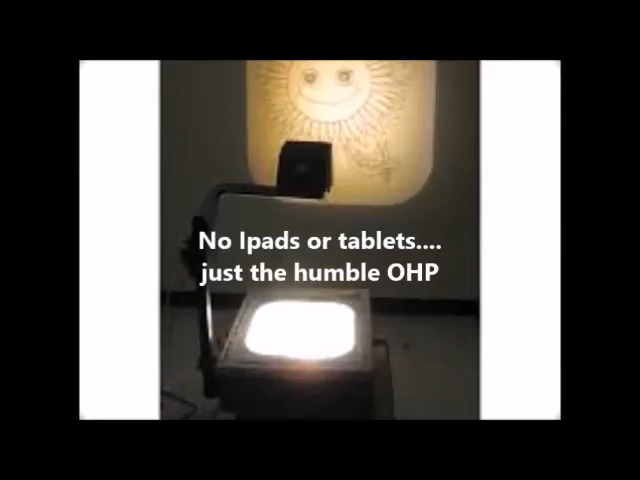 No Ipads or tablets....
just the humble OHP